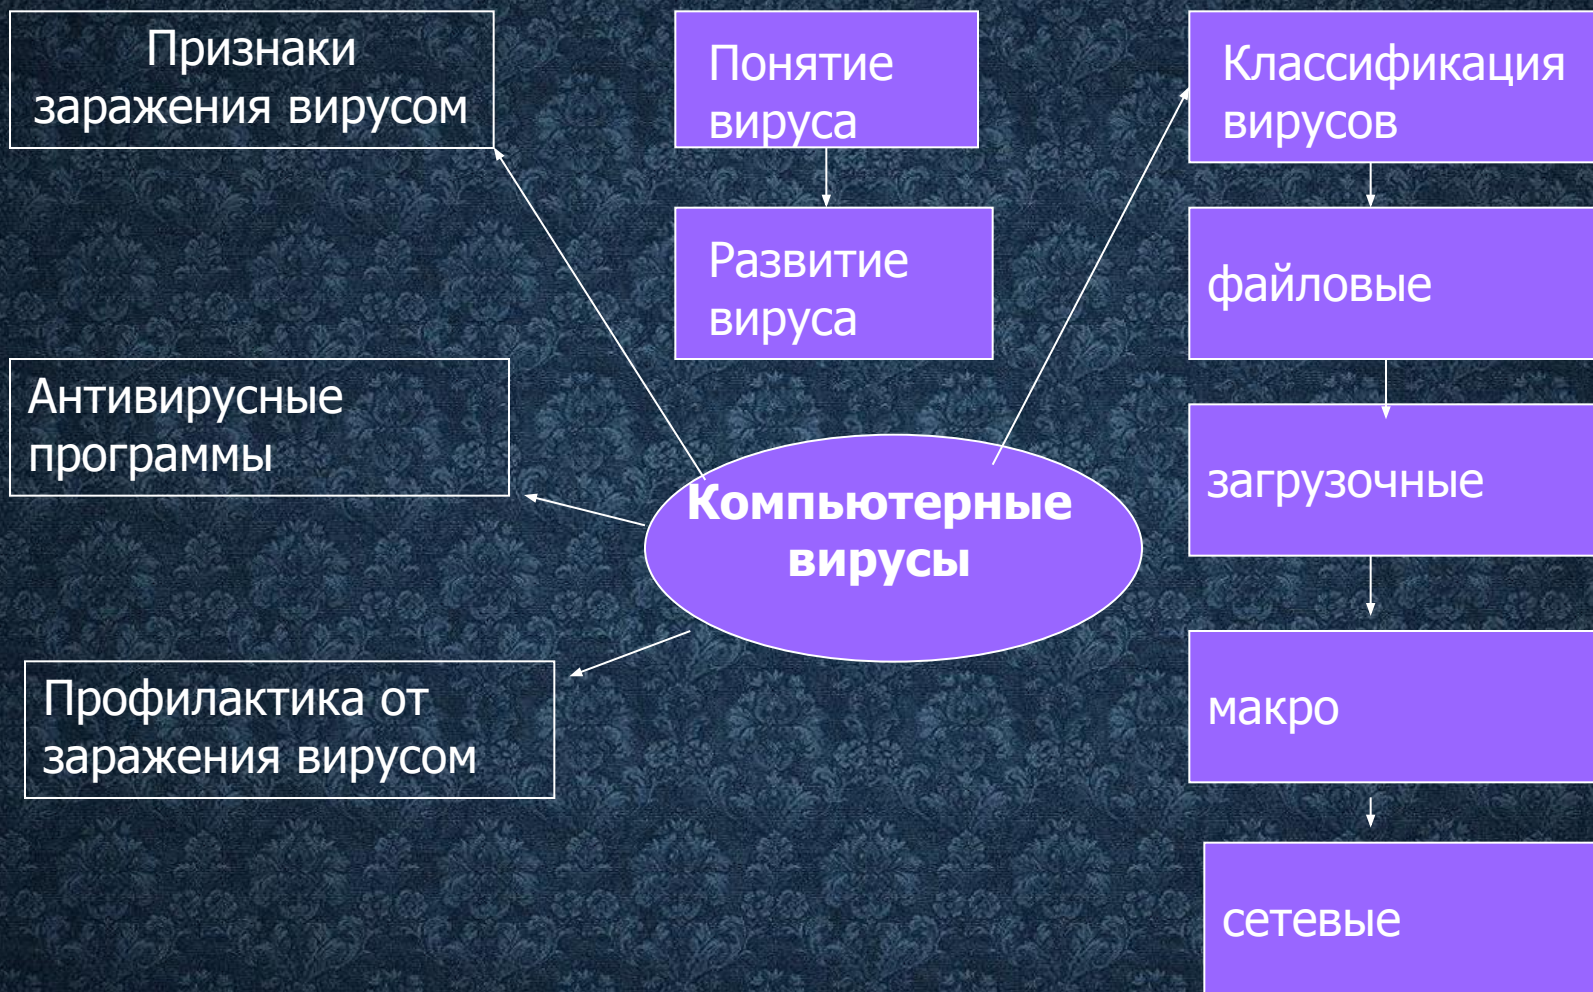 Признаки
заражения вирусом
Понятие
вируса
Классификация
вирусов
Развитие
вируса
файловые
Антивирусные
программы
загрузочные
Компьютерные
вирусы
Профилактика от
заражения вирусом
макро
сетевые